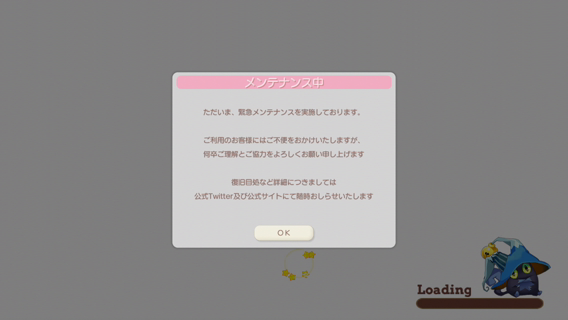 メンテナンス中
ただいま、緊急メンテナンスを実施しております。
ご利用のお客様にはご不便をおかけいたしますが、
何卒ご理解とご協力をよろしくお願い申し上げます
復旧目処など詳細につきましては
公式Twitter及び公式サイトにて随時おしらせいたします
OK
Loading